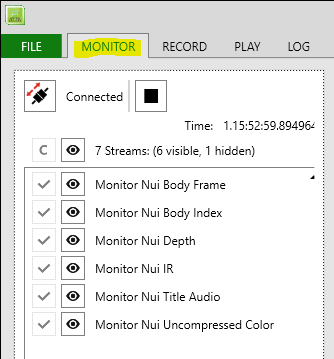 FILE MONITOR RECORD PLAY LOG
Connected
Time: 1.15:52:59.894964
C 7 Streams: (6 visible, 1 hidden)
Monitor Nui Body Frame
Monitor Nui Body Index
Monitor Nui Depth
Monitor Nui IR
Monitor Nui Title Audio
Monitor Nui Uncompressed Color